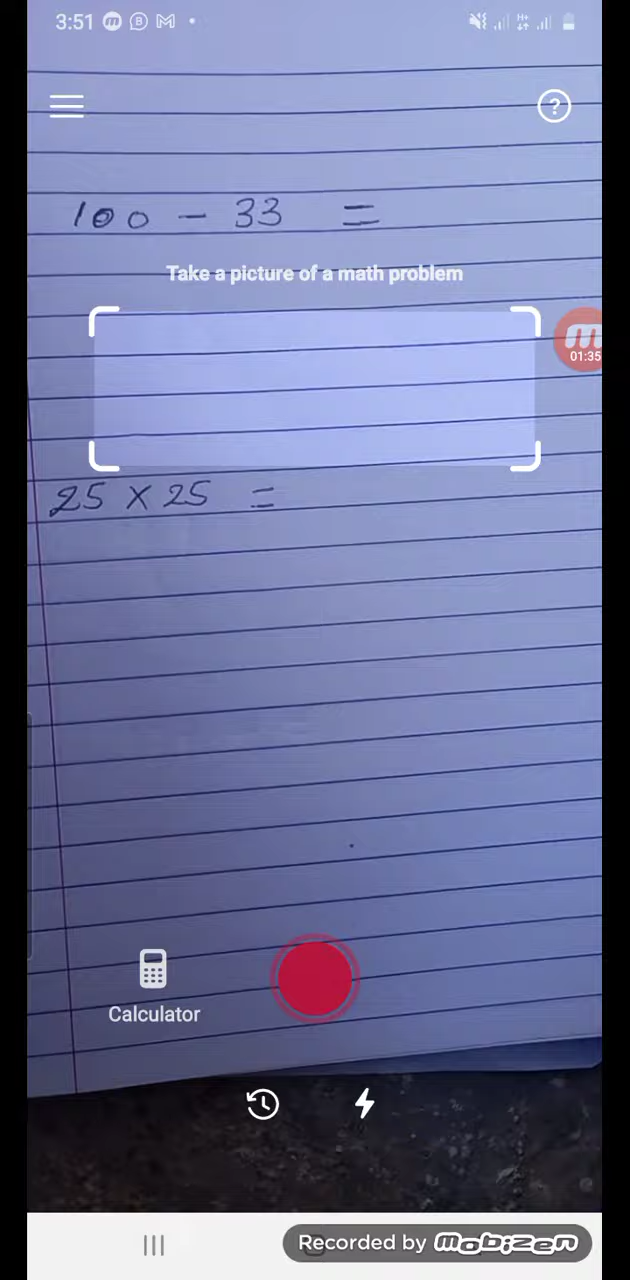 3:51
100 - 33 =
Take a picture of a math problem
01:35
25 x 25 =
Calculator
Recorded by mobizen